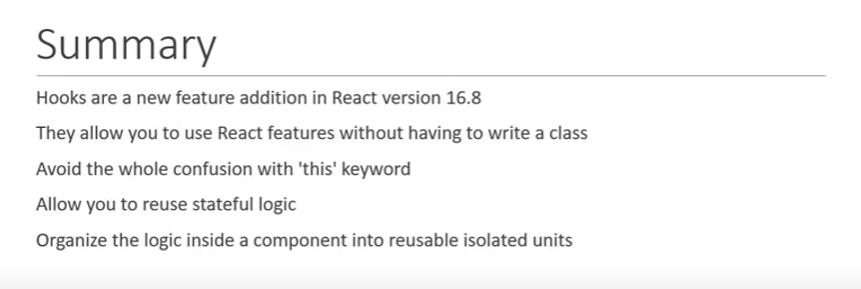 Summary
Hooks are a new feature addition in React version 16.8
They allow you to use React features without having to write a class
Avoid the whole confusion with 'this' keyword
Allow you to reuse stateful logic
Organize the logic inside a component into reusable isolated units